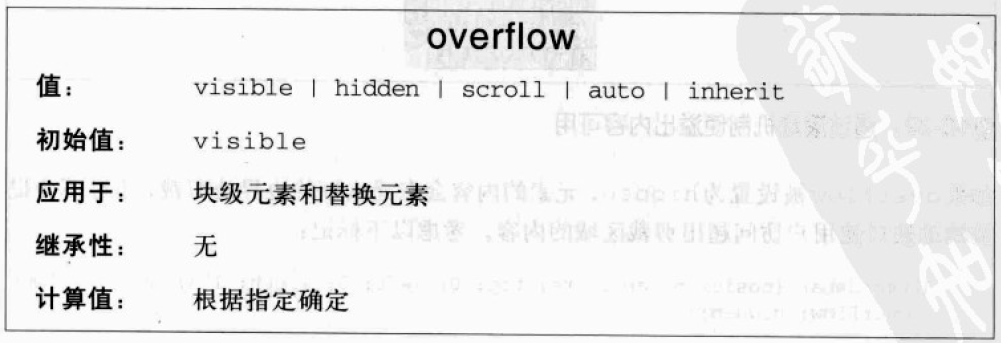 overflow
值： visible | hidden | scroll | auto | inherit
初始值： visible
应用于： 块级元素和替换元素
继承性： 无
计算值： 根据指定确定